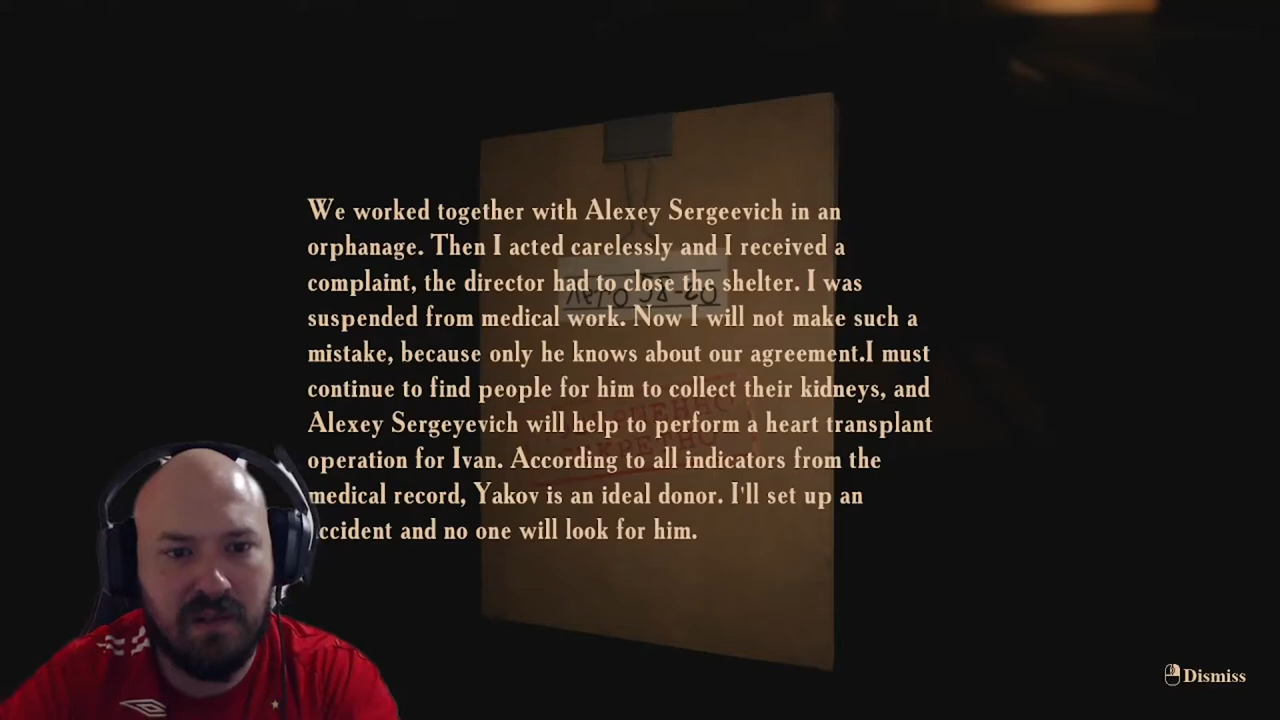 We worked together with Alexey Sergeevich in an
orphanage. Then I acted carelessly and I received a
complaint, the director had to close the shelter. I was
suspended from medical work. Now I will not make such a
mistake, because only he knows about our agreement.I must
continue to find people for him to collect their kidneys, and
Alexey Sergeyevich will help to perform a heart transplant
operation for Ivan. According to all indicators from the
medical record, Yakov is an ideal donor. I'll set up an
ccident and no one will look for him.
Dismiss